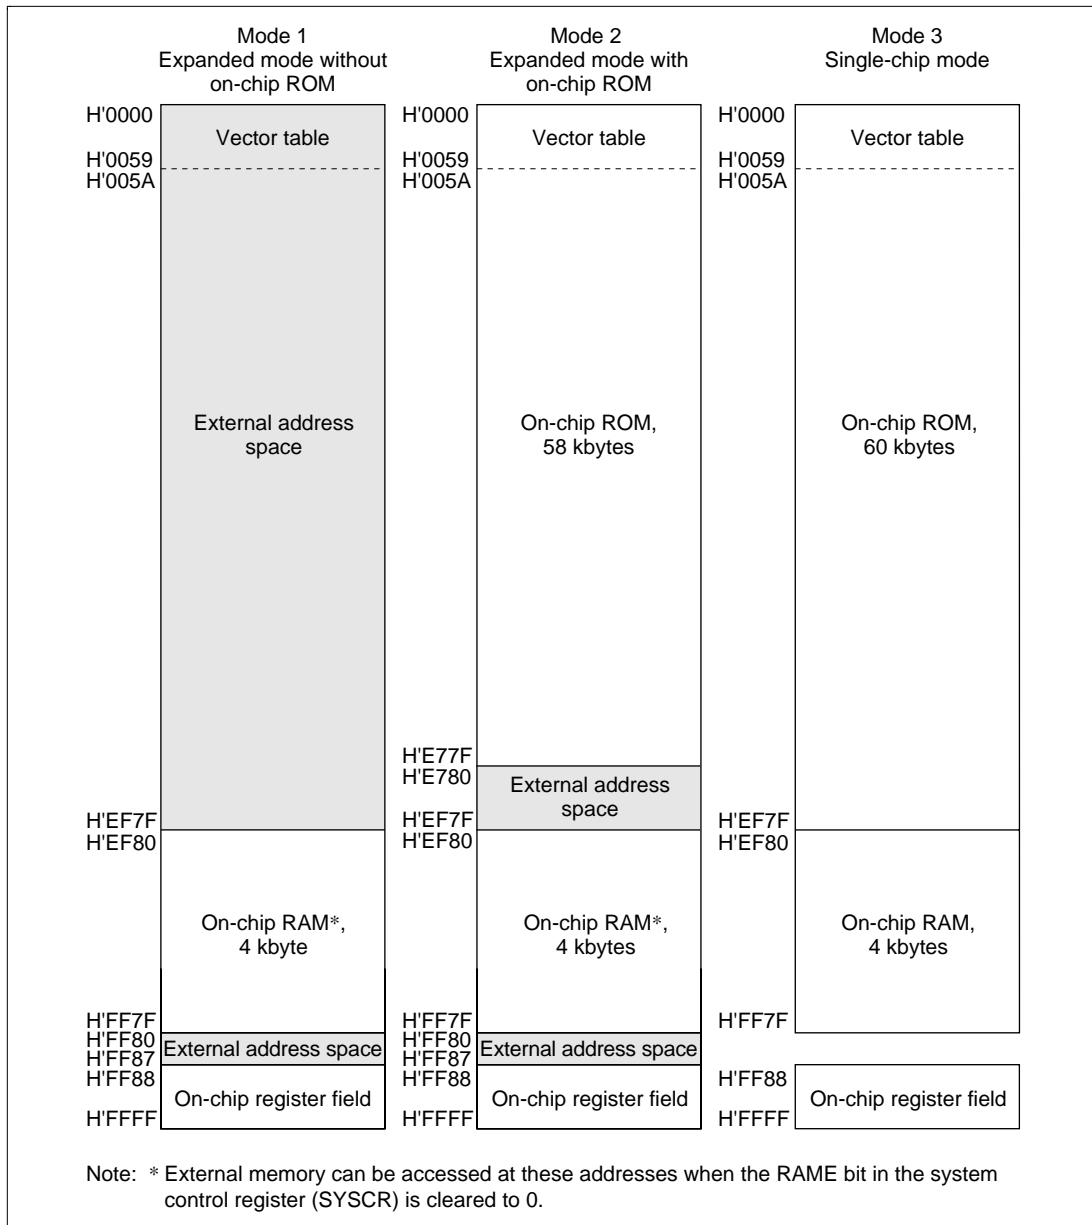 Mode 1
Expanded mode without
on-chip ROM
H'0000
Vector table
H'0059
H'005A
External address
space
H'EF7F
H'EF80
On-chip RAM*,
4 kbyte
H'FF7F
H'FF80
External address space
H'FF87
H'FF88
On-chip register field
H'FFFF
Mode 2
Expanded mode with
on-chip ROM
H'0000
Vector table
H'0059
H'005A
On-chip ROM,
58 kbytes
H'E77F
H'E780
External address
space
H'EF7F
H'EF80
On-chip RAM*,
4 kbytes
H'FF7F
H'FF80
External address space
H'FF87
H'FF88
On-chip register field
H'FFFF
Mode 3
Single-chip mode
H'0000
Vector table
H'0059
H'005A
On-chip ROM,
60 kbytes
H'EF7F
H'EF80
On-chip RAM,
4 kbytes
H'FF7F
H'FF88
On-chip register field
H'FFFF
Note: * External memory can be accessed at these addresses when the RAME bit in the system
control register (SYSCR) is cleared to 0.